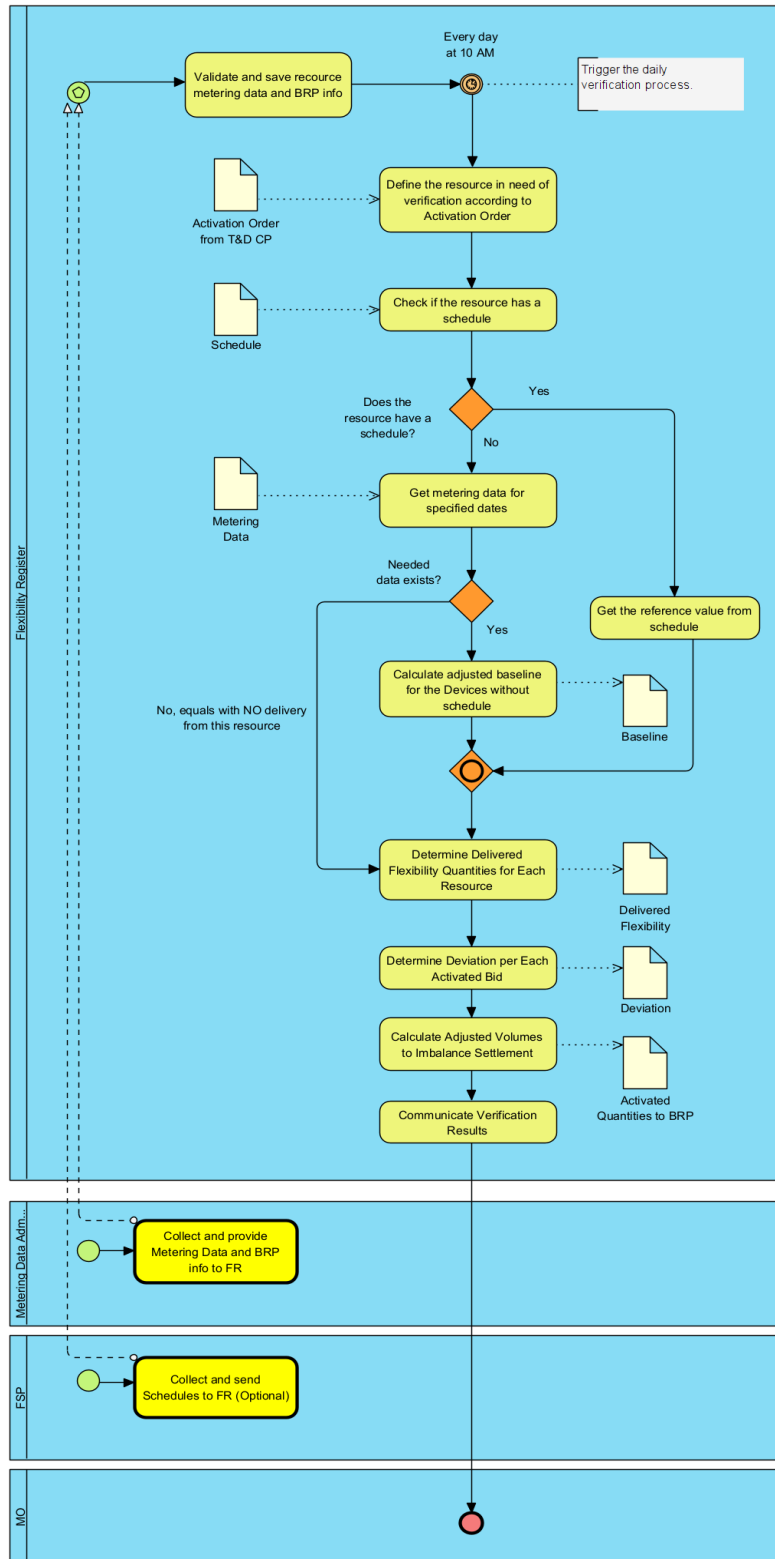 Every day
at 10 AM
Validate and save recource
metering data and BRP info
Trigger the daily
verification process.
Define the resource in need of
verification according to
Activation Order
Activation Order
from T&D CP
Check if the resource has a
schedule
Schedule
Does the
resource have a
schedule?
Yes
No
Get metering data for
specified dates
Metering
Data
Needed
data exists?
Yes
Get the reference value from
schedule
Calculate adjusted baseline
for the Devices without
schedule
Baseline
No, equals with NO delivery
from this resource
Determine Delivered
Flexibility Quantities for Each
Resource
Delivered
Flexibility
Determine Deviation per Each
Activated Bid
Deviation
Calculate Adjusted Volumes
to Imbalance Settlement
Activated
Quantities to BRP
Communicate Verification
Results
Flexibility Register
Metering Data Adm...
Collect and provide
Metering Data and BRP
info to FR
FSP
Collect and send
Schedules to FR (Optional)
MO